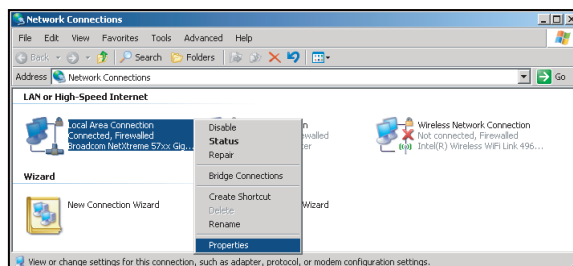 Network Connections
File Edit View Favorites Tools Advanced Help
Back Search Folders
Address Network Connections Go
LAN or High-Speed Internet
Local Area Connection
Connected, Firewalled
Broadcom NetXtreme 57xx Gig...
Disable
Status
Repair
Bridge Connections
Create Shortcut
Delete
Rename
Properties
Wireless Network Connection
Not connected, Firewalled
Intel(R) Wireless WiFi Link 496...
Wizard
New Connection Wizard
Wizard
View or change settings for this connection, such as adapter, protocol, or modem configuration settings.